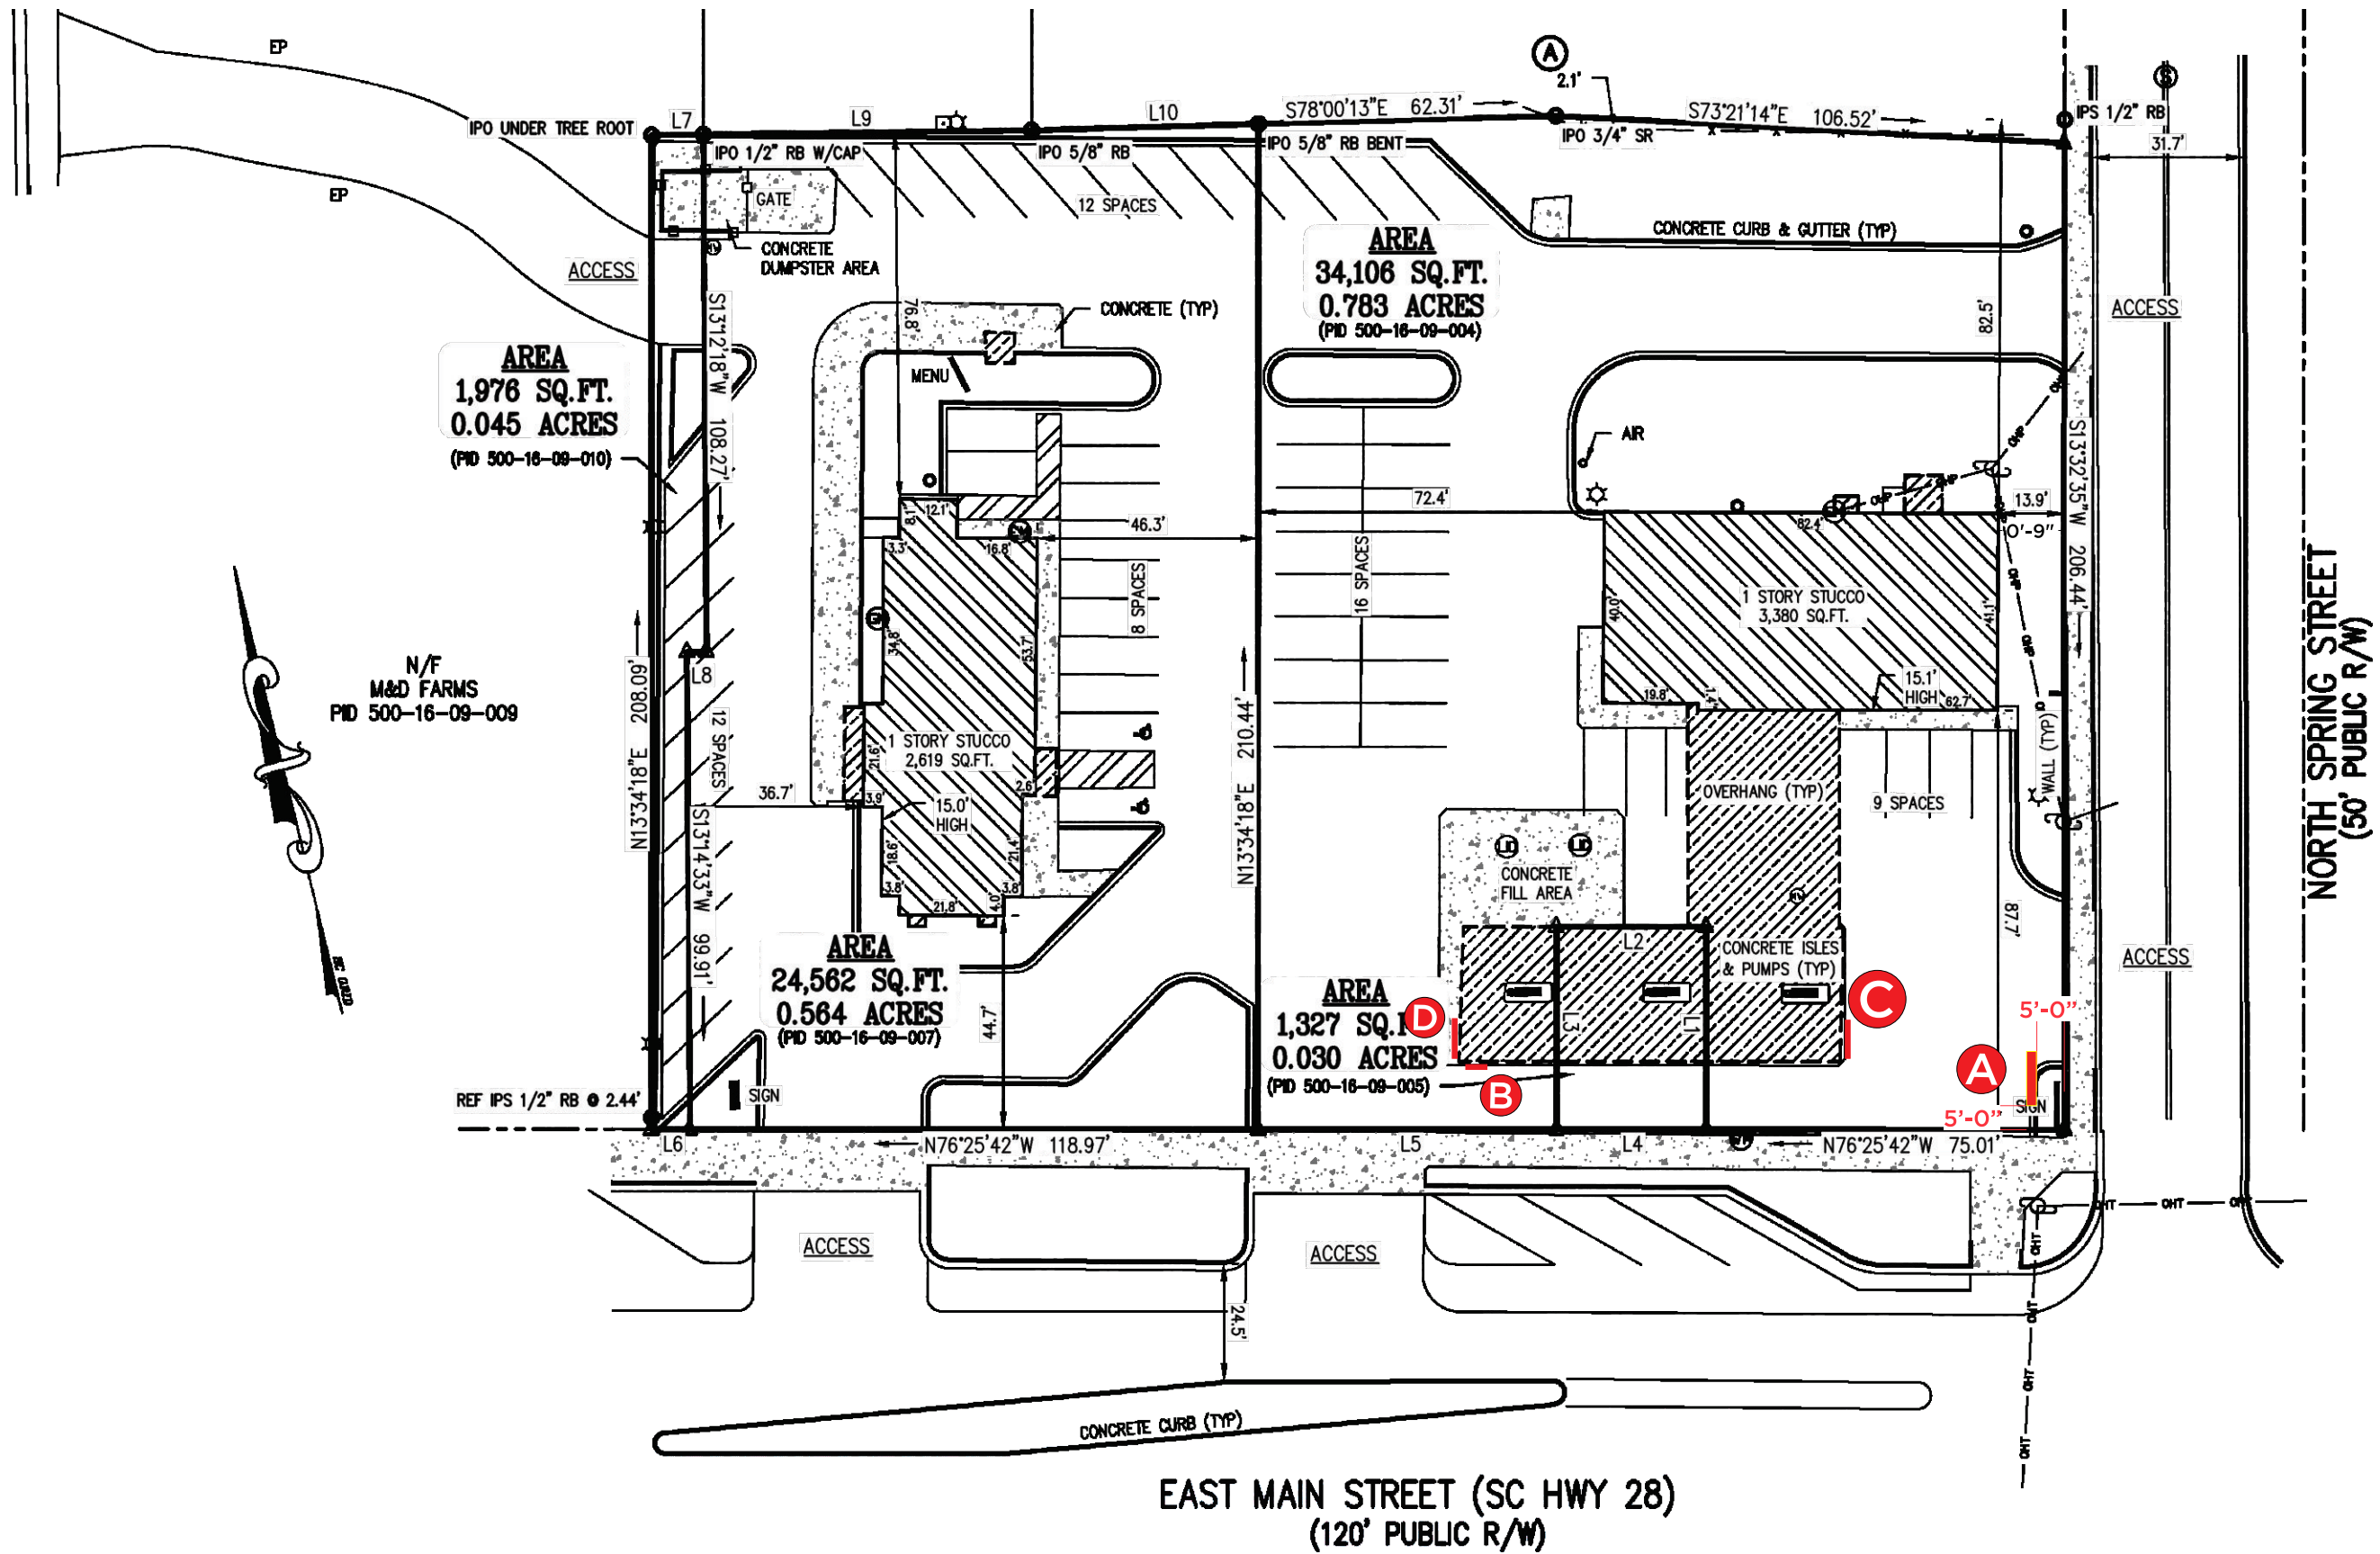 EP
EP
IPO UNDER TREE ROOT
L7
L9
L10
S78°00'13"E 62.31'
A
2.1'
S73°21'14"E 106.52'
S
IPS 1/2" RB
31.7'
IPO 1/2" RB W/CAP
IPO 5/8" RB
IPO 5/8" RB BENT
IPO 3/4" SR
GATE
12 SPACES
CONCRETE
DUMPSTER AREA
ACCESS
AREA
34,106 SQ.FT.
0.783 ACRES
(PID 500-16-09-004)
CONCRETE CURB & GUTTER (TYP)
ACCESS
S13°12'18"W 108.27'
76.8'
CONCRETE (TYP)
82.5'
AREA
1,976 SQ.FT.
0.045 ACRES
(PID 500-16-09-010)
MENU
AIR
OHP
OHP
OHP
OHP
OHP
OHP
OHP
S13°32'35"W 206.44'
8.1'
12.1'
3.3'
16.8'
46.3'
72.4'
82.4'
13.9'
0'-9"
8 SPACES
16 SPACES
34.8'
53.7'
1 STORY STUCCO
3,380 SQ.FT.
40.0'
41.1'
N/F
M&D FARMS
PID 500-16-09-009
N13°34'18"E 208.09'
L8
12 SPACES
S13°14'33"W 99.91'
N13°34'18"E 210.44'
19.8'
15.1'
HIGH
62.7'
WALL (TYP)
NORTH SPRING STREET
(50' PUBLIC R/W)
1 STORY STUCCO
2,619 SQ.FT.
21.6'
2.6'
36.7'
3.9'
15.0'
HIGH
18.6'
21.4'
3.8'
3.8'
21.8'
4.0'
OVERHANG (TYP)
9 SPACES
CONCRETE
FILL AREA
87.7'
L2
CONCRETE ISLES
& PUMPS (TYP)
ACCESS
AREA
24,562 SQ.FT.
0.564 ACRES
(PID 500-16-09-007)
44.7'
AREA
1,327 SQ.F
0.030 ACRES
(PID 500-16-09-005)
D
L3
L1
C
5'-0"
A
B
SIGN
5'-0"
REF IPS 1/2" RB @ 2.44'
SIGN
L6
N76°25'42"W 118.97'
L5
L4
N76°25'42"W 75.01'
ACCESS
ACCESS
24.5'
OHT
OHT
OHT
OHT
OHT
OHT
OHT
CONCRETE CURB (TYP)
EAST MAIN STREET (SC HWY 28)
(120' PUBLIC R/W)